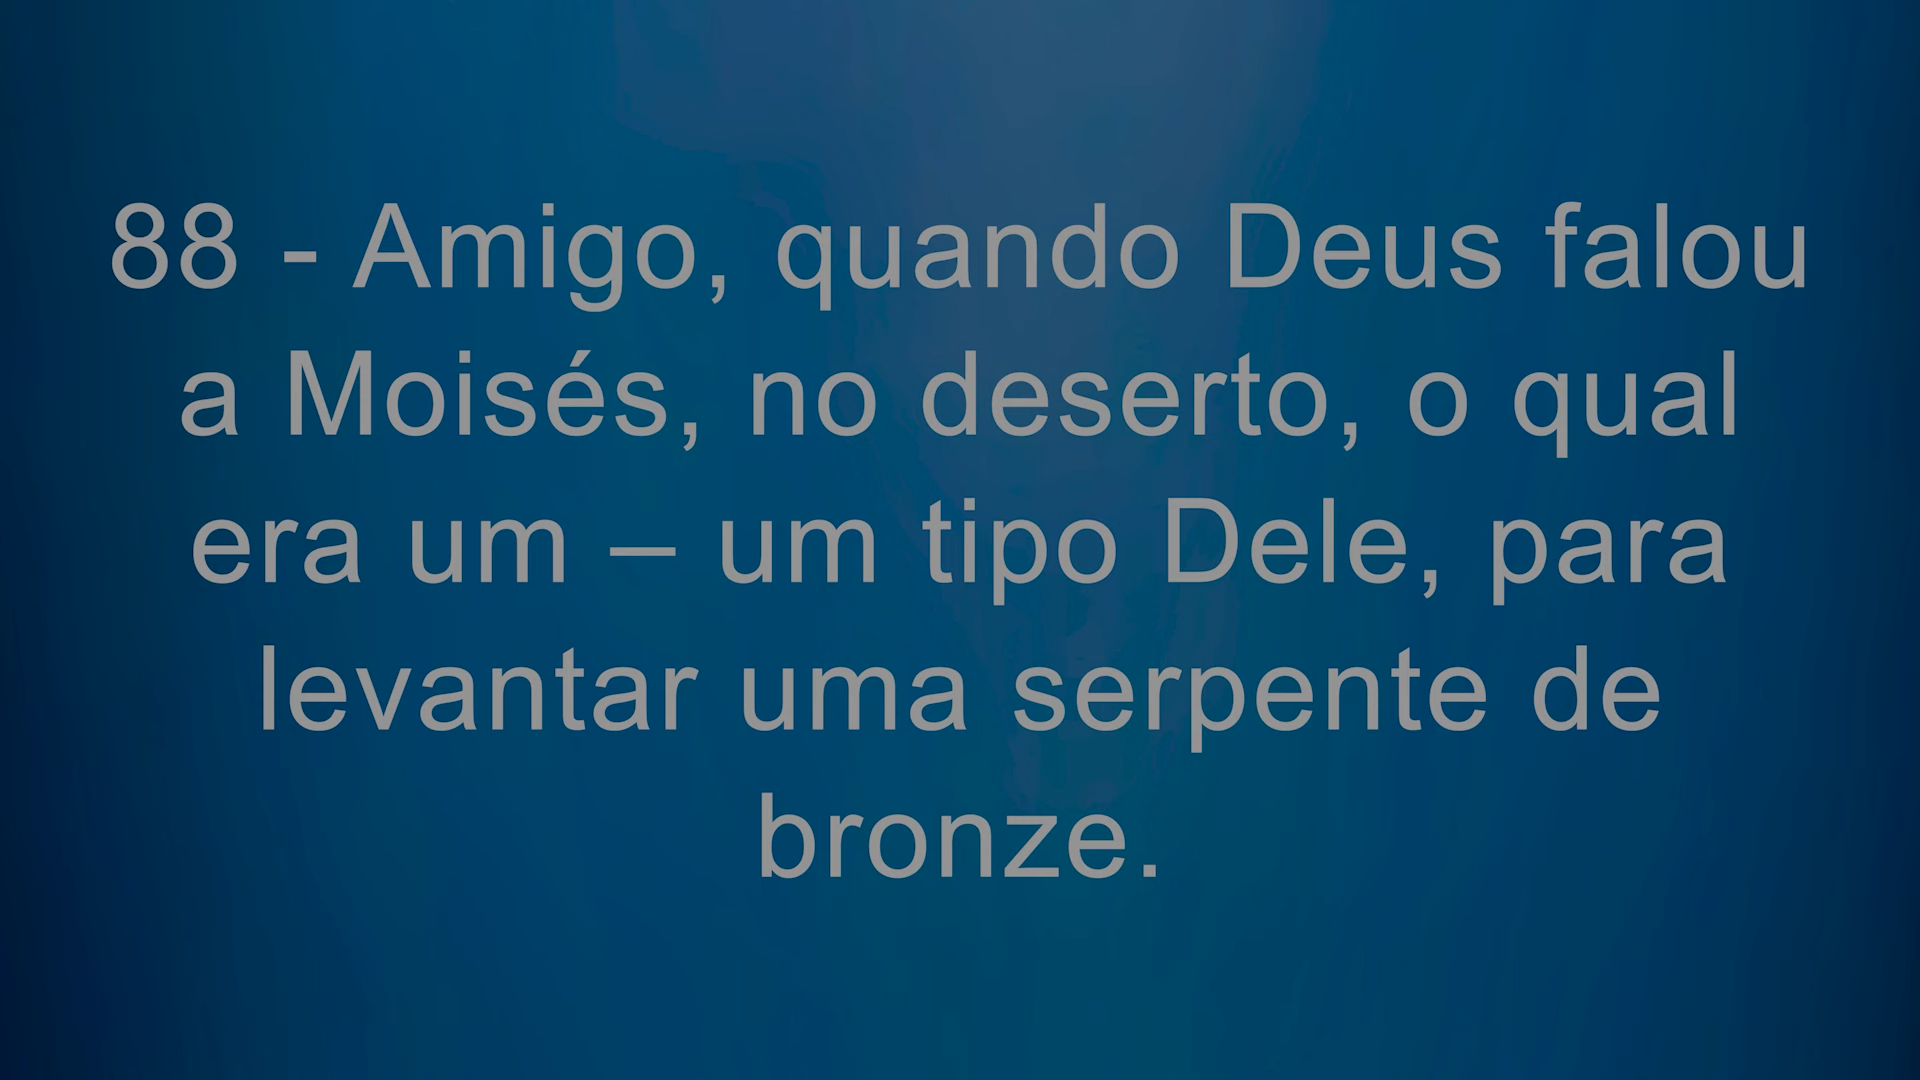 88 - Amigo, quando Deus falou
a Moisés, no deserto, o qual
era um – um tipo Dele, para
levantar uma serpente de
bronze.